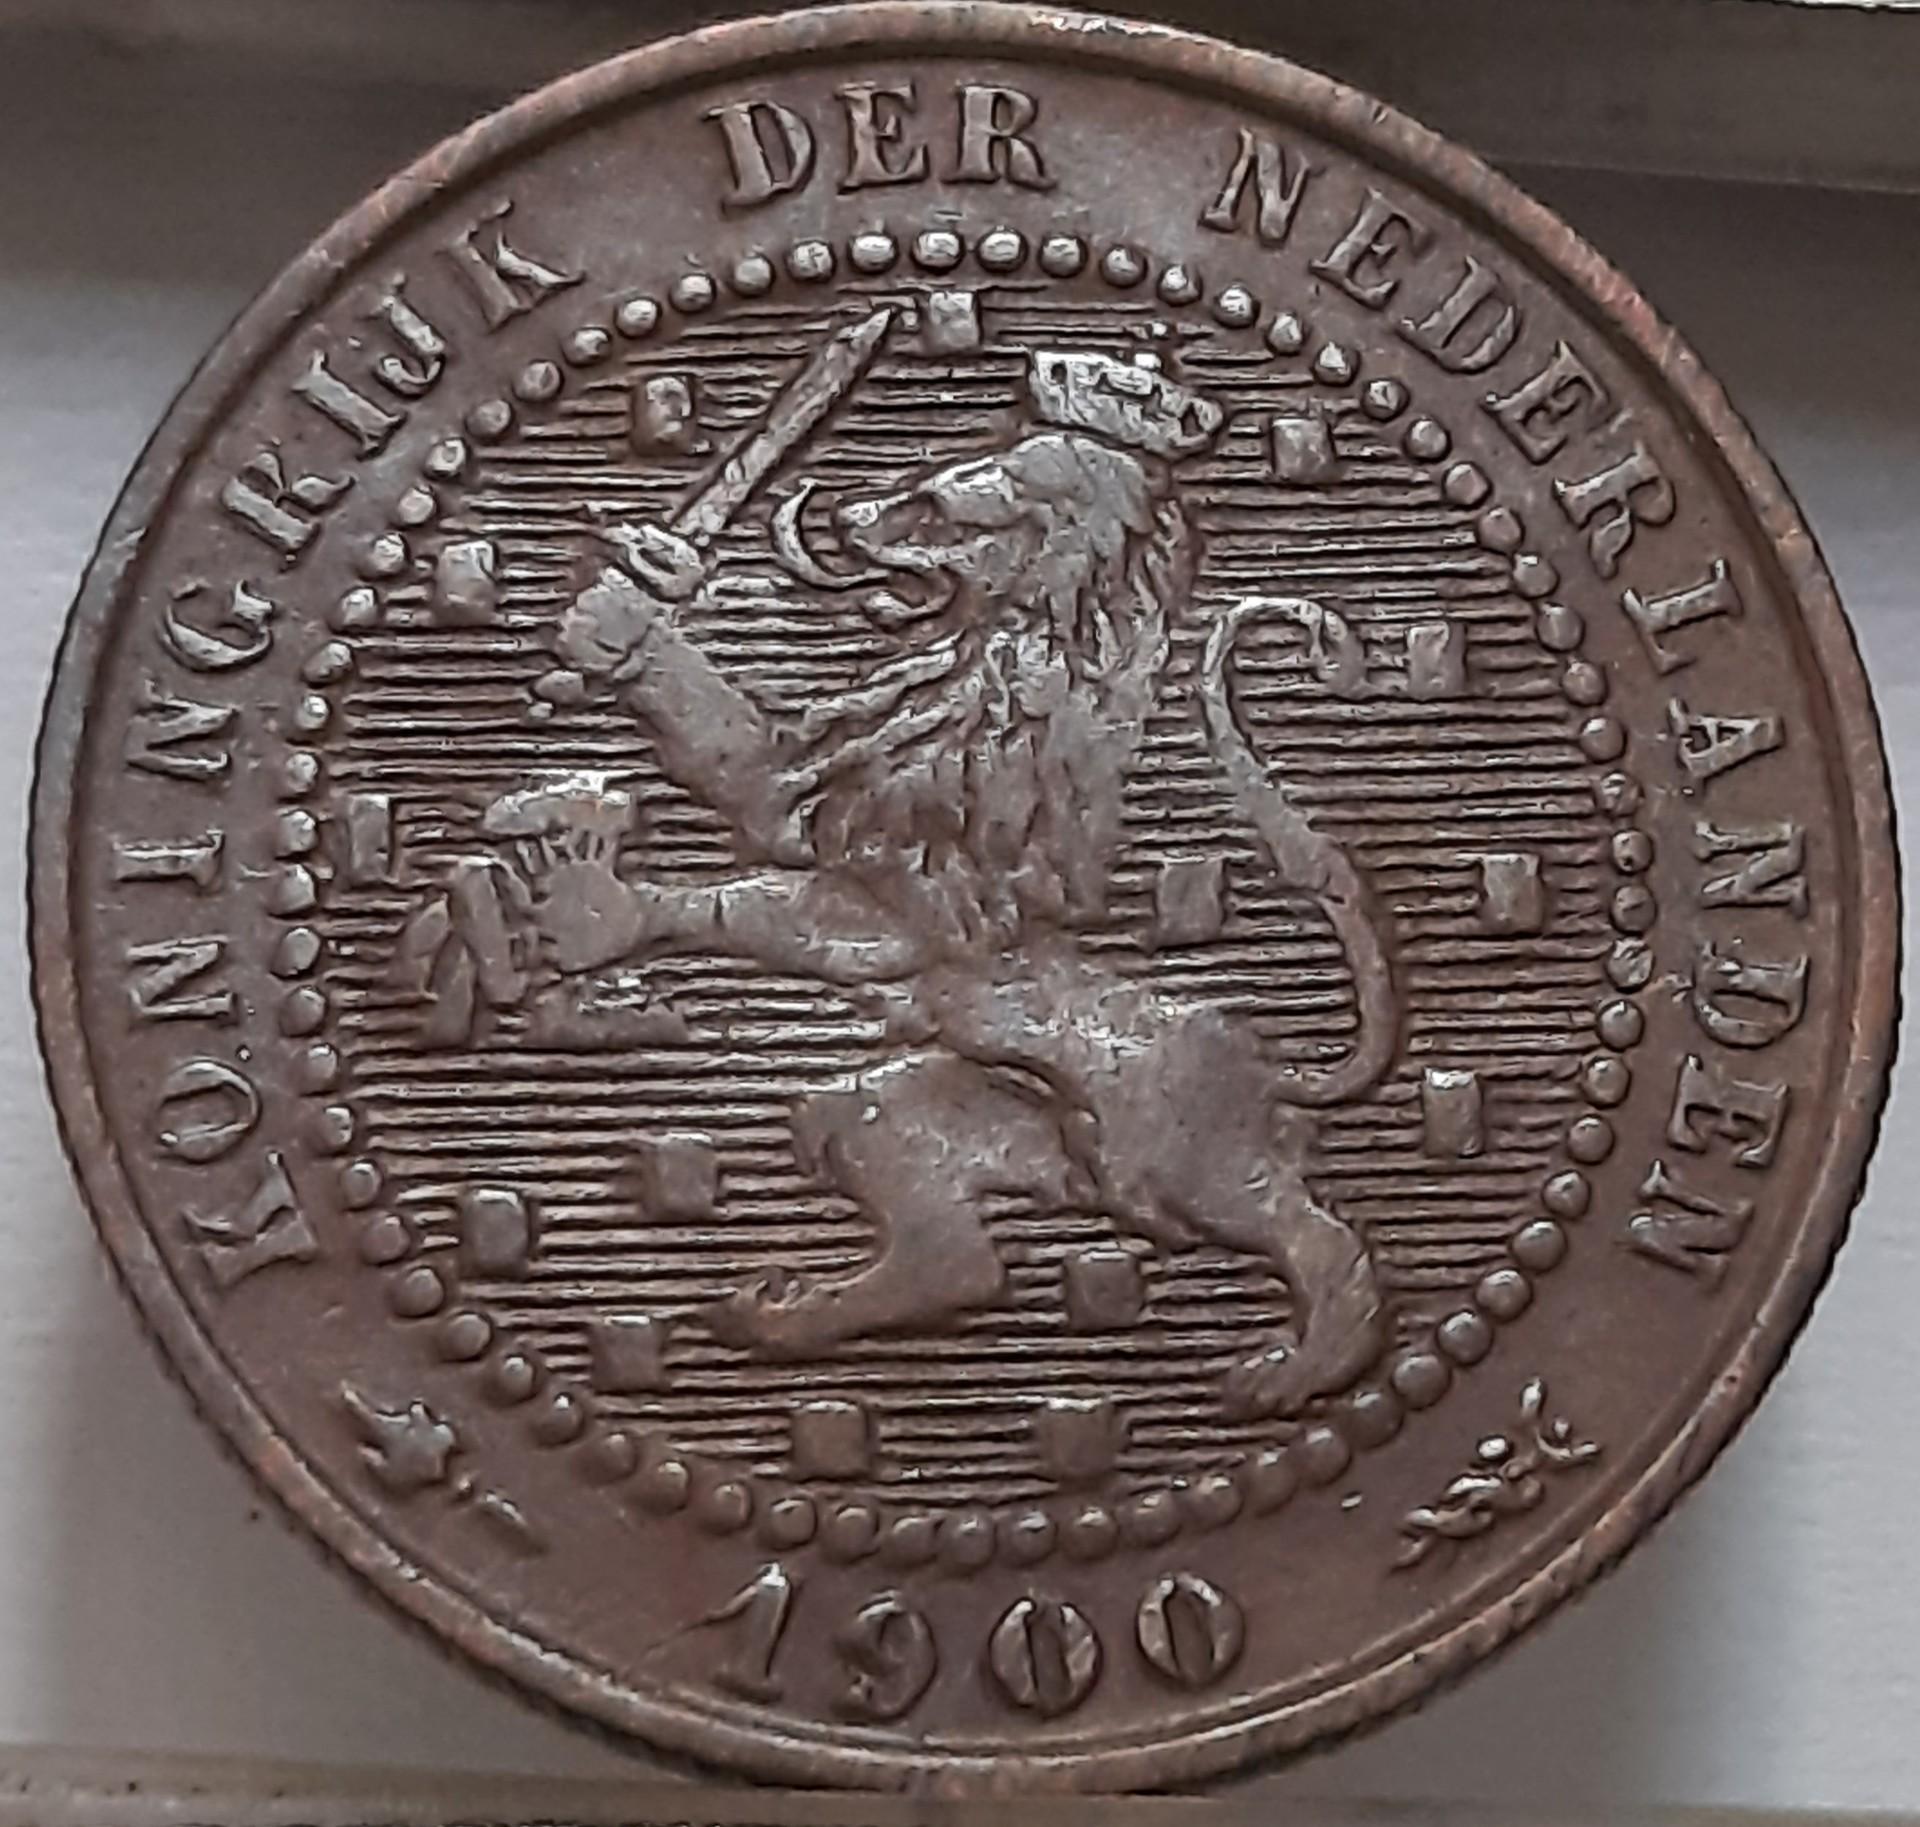 KONINGRIJK DER NEDERLANDEN
1900